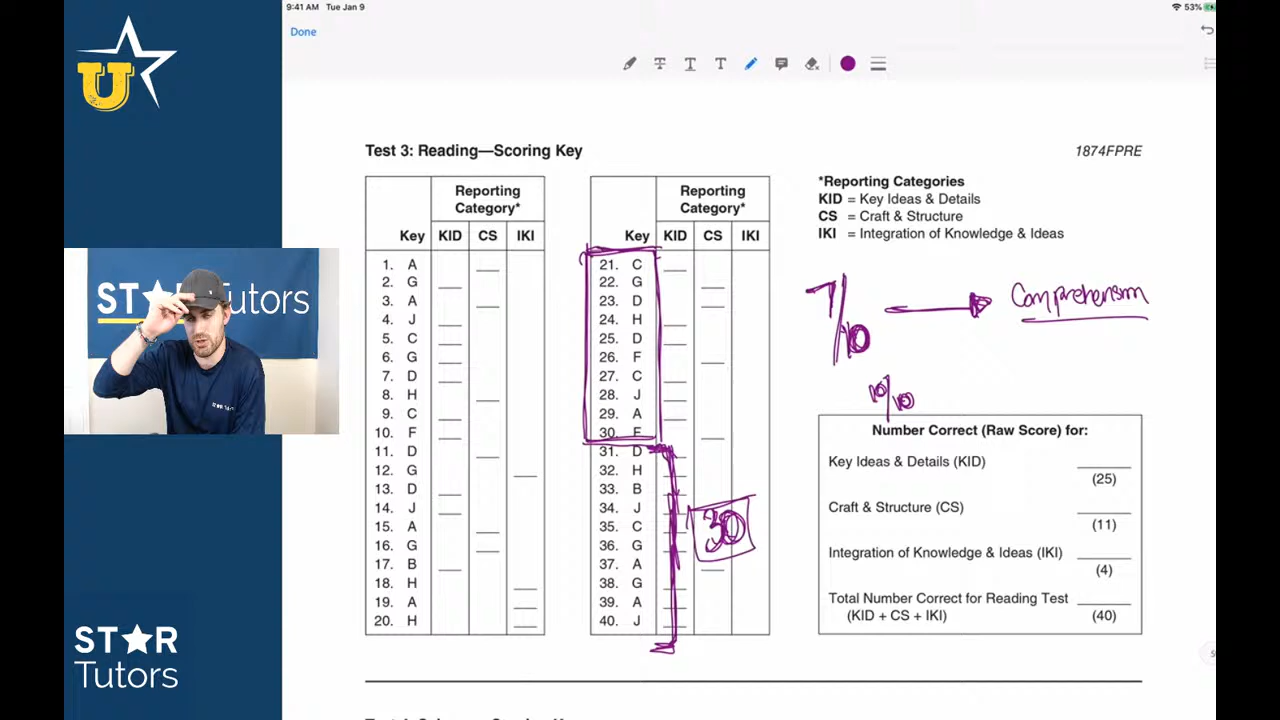 9:41 AM Tue Jan 9
53%
Done
U
T T T
Test 3: Reading—Scoring Key
1874FPRE
Reporting
Category*
Key KID CS IKI
1. A
2. G
3. A
4. J
5. C
6. G
7. D
8. H
9. C
10. F
11. D
12. G
13. D
14. J
15. A
16. G
17. B
18. H
19. A
20. H
Reporting
Category*
Key KID CS IKI
21. C
22. G
23. D
24. H
25. D
26. F
27. C
28. J
29. A
30. F
31. D
32. H
33. B
34. J
35. C
36. G
37. A
38. G
39. A
40. J
30
*Reporting Categories
KID = Key Ideas & Details
CS = Craft & Structure
IKI = Integration of Knowledge & Ideas
7/10 Comprehension
10/10
Number Correct (Raw Score) for:
Key Ideas & Details (KID)
(25)
Craft & Structure (CS)
(11)
Integration of Knowledge & Ideas (IKI)
(4)
Total Number Correct for Reading Test
(KID + CS + IKI) (40)
STAR Tutors
STAR
Tutors